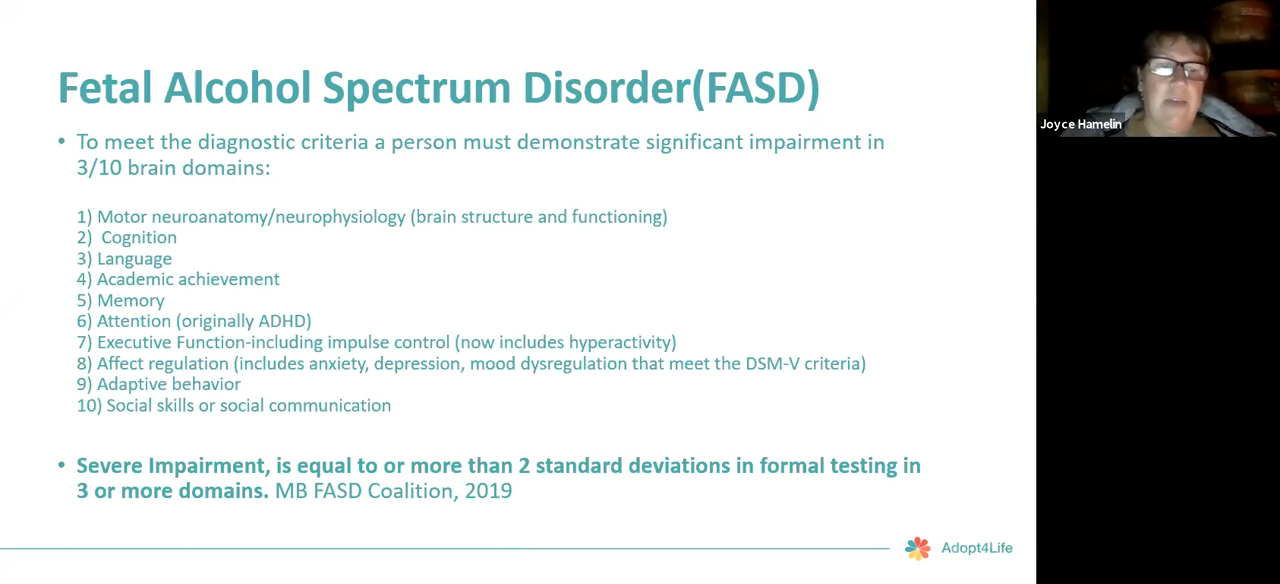 Fetal Alcohol Spectrum Disorder(FASD)
• To meet the diagnostic criteria a person must demonstrate significant impairment in
3/10 brain domains:
1) Motor neuroanatomy/neurophysiology (brain structure and functioning)
2) Cognition
3) Language
4) Academic achievement
5) Memory
6) Attention (originally ADHD)
7) Executive Function-including impulse control (now includes hyperactivity)
8) Affect regulation (includes anxiety, depression, mood dysregulation that meet the DSM-V criteria)
9) Adaptive behavior
10) Social skills or social communication
• Severe Impairment, is equal to or more than 2 standard deviations in formal testing in
3 or more domains. MB FASD Coalition, 2019
Adopt4Life
Joyce Hamelin